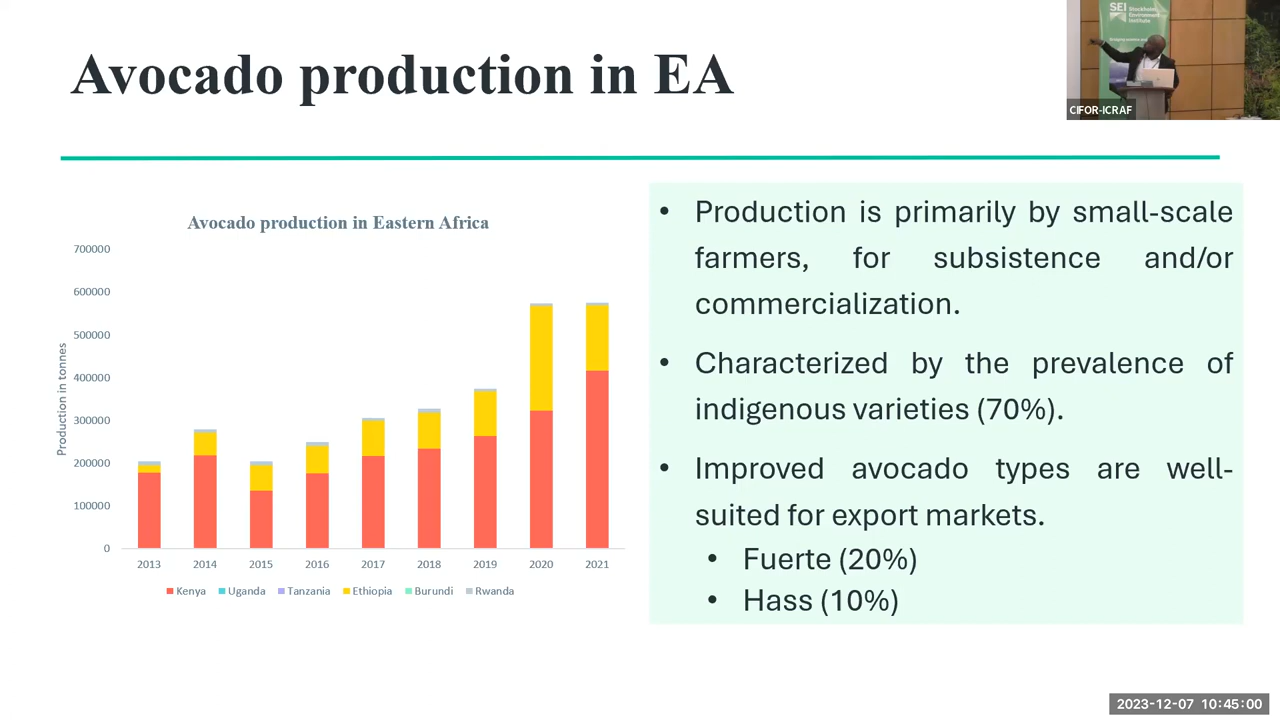 Avocado production in EA
SEI Stockholm
Environment
Institute
CIFOR-ICRAF
Avocado production in Eastern Africa
Production in tonnes
700000
600000
500000
400000
300000
200000
100000
0
2013 2014 2015 2016 2017 2018 2019 2020 2021
Kenya Uganda Tanzania Ethiopia Burundi Rwanda
• Production is primarily by small-scale
farmers, for subsistence and/or
commercialization.
• Characterized by the prevalence of
indigenous varieties (70%).
• Improved avocado types are well-
suited for export markets.
• Fuerte (20%)
• Hass (10%)
2023-12-07 10:45:00